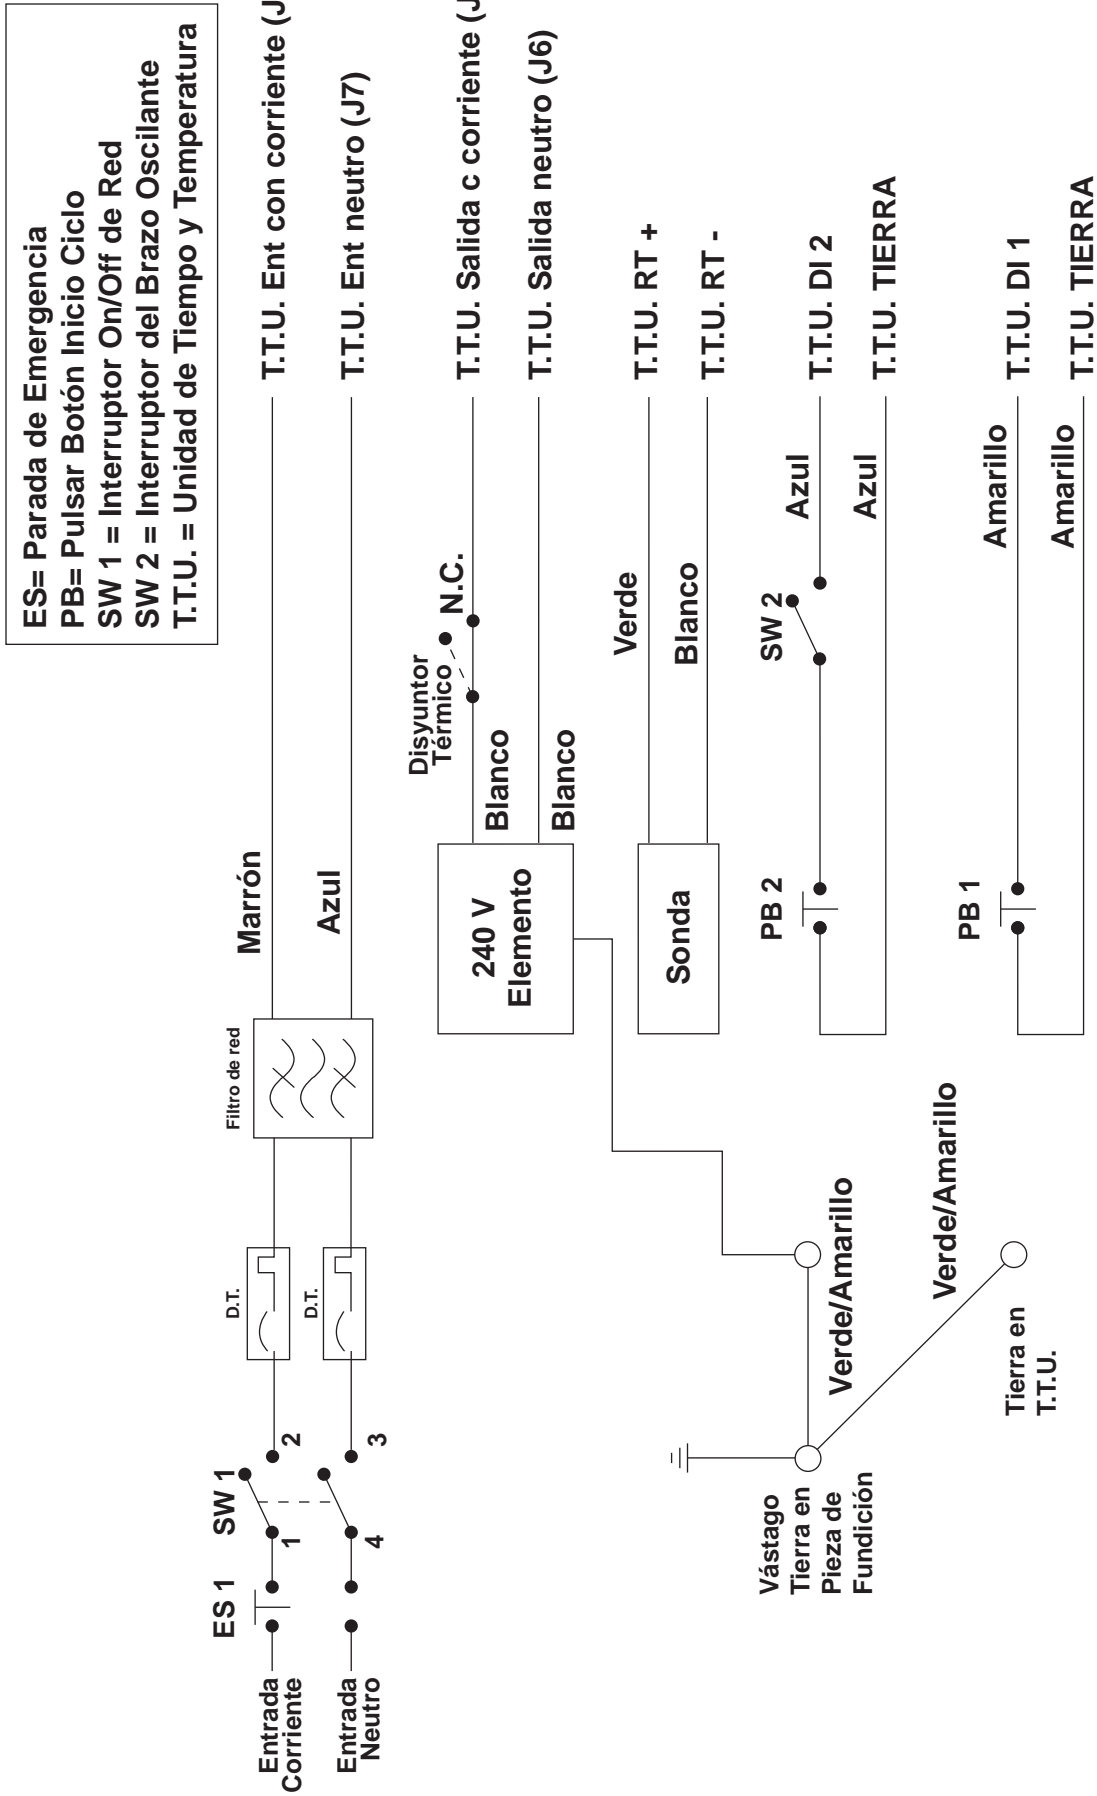 ES= Parada de Emergencia
PB= Pulsar Botón Inicio Ciclo
SW 1 = Interruptor On/Off de Red
SW 2 = Interruptor del Brazo Oscilante
T.T.U. = Unidad de Tiempo y Temperatura
Entrada
Corriente
ES 1
SW 1
1
2
D.T.
Filtro de red
Marrón
T.T.U. Ent con corriente (J
Entrada
Neutro
4
3
D.T.
Azul
T.T.U. Ent neutro (J7)
240 V
Elemento
Disyuntor
Térmico
N.C.
Blanco
T.T.U. Salida c corriente (J
Blanco
T.T.U. Salida neutro (J6)
Sonda
Verde
T.T.U. RT +
Blanco
T.T.U. RT -
PB 2
SW 2
Azul
T.T.U. DI 2
Azul
T.T.U. TIERRA
PB 1
Amarillo
T.T.U. DI 1
Amarillo
T.T.U. TIERRA
Vástago
Tierra en
Pieza de
Fundición
Verde/Amarillo
Verde/Amarillo
Tierra en
T.T.U.